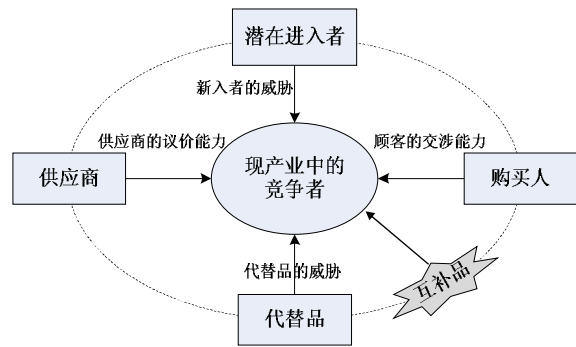 潜在进入者
新入者的威胁
供应商的议价能力
顾客的交涉能力
供应商
现产业中的
竞争者
购买人
代替品的威胁
互补品
代替品